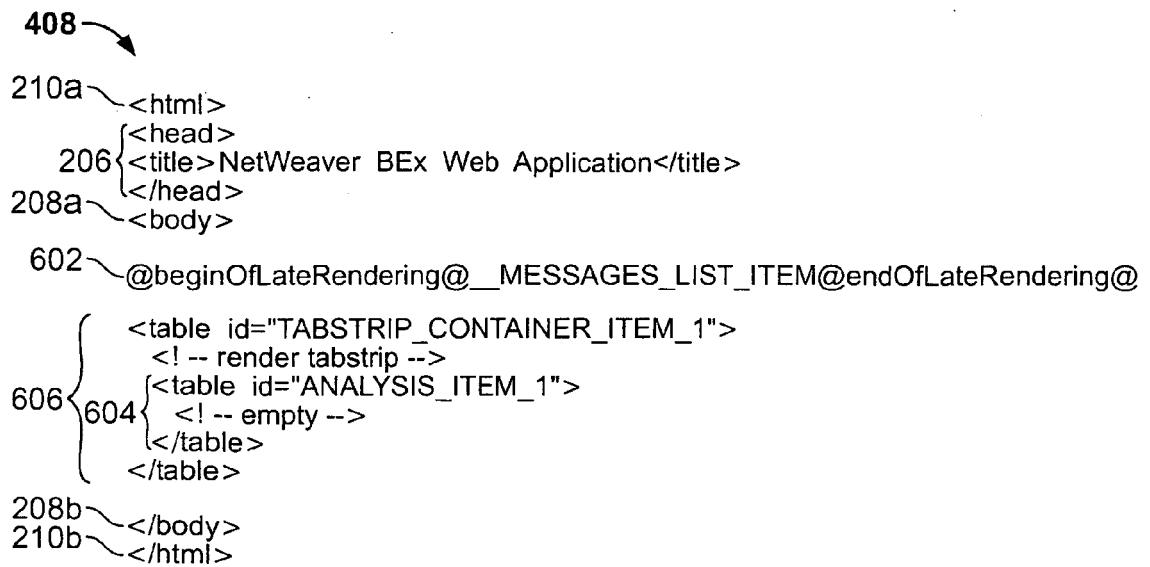 408
210a <html>
<head>
206 <title>NetWeaver BEx Web Application</title>
</head>
208a <body>
602 @beginOfLateRendering@__MESSAGES_LIST_ITEM@endOfLateRendering@
<table id="TABSTRIP_CONTAINER_ITEM_1">
<! -- render tabstrip -->
<table id="ANALYSIS_ITEM_1">
606 604 <! -- empty -->
</table>
</table>
208b </body>
210b </html>